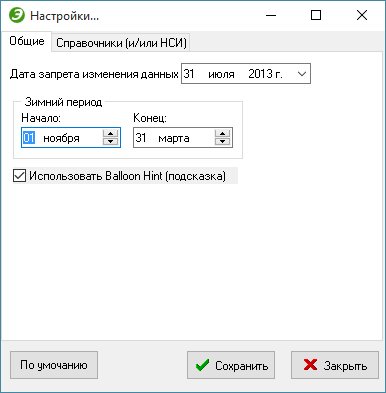 Настройки...
Общие Справочники (и/или НСИ)
Дата запрета изменения данных 31 июля 2013 г.
Зимний период
Начало: Конец:
01 ноября 31 марта
Использовать Balloon Hint (подсказка)
По умочанию Сохранить Закрыть